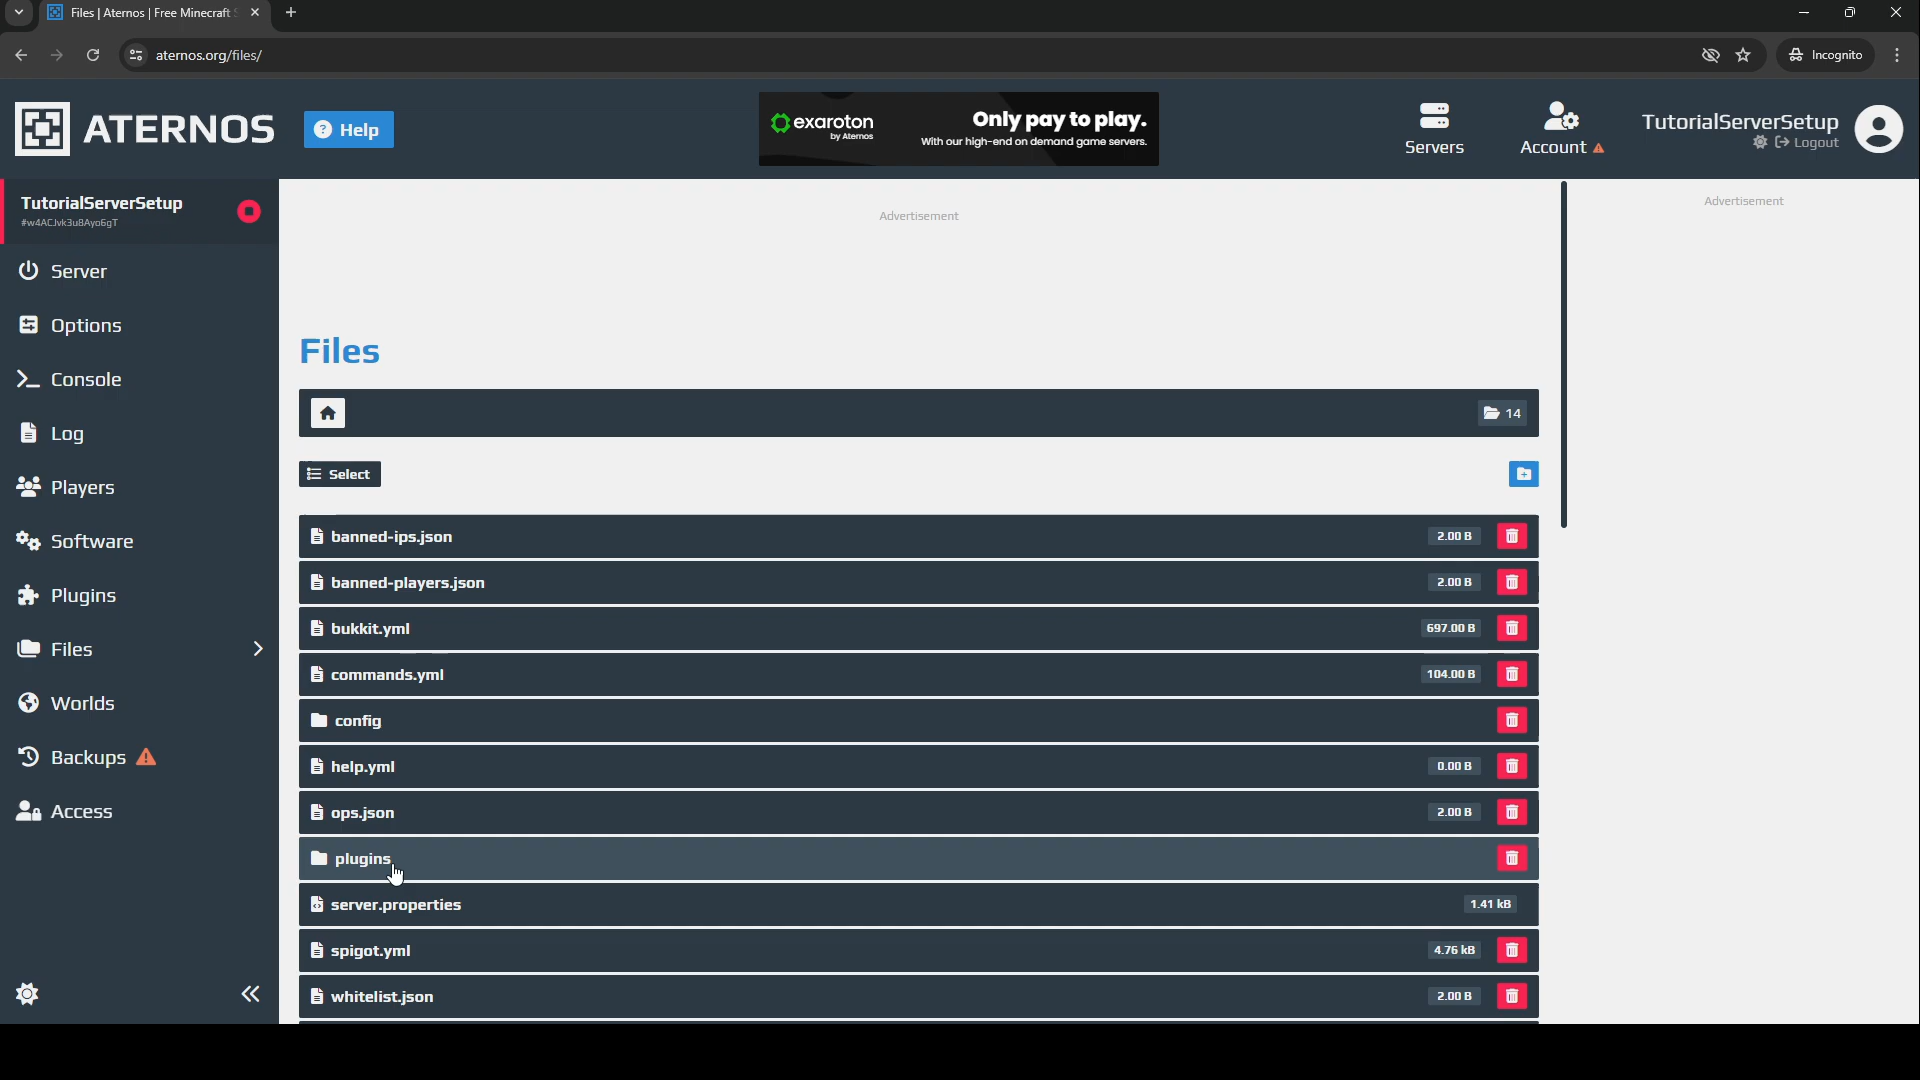 Files | Aternos | Free Minecraft S
aternos.org/files/
Incognito
ATERNOS
Help
exaroton
by Aternos
Only pay to play.
With our high-end on demand game servers.
Servers
Account
TutorialServerSetup
Logout
TutorialServerSetup
Server
Options
Console
Log
Players
Software
Plugins
Files
Worlds
Backups
Access
Advertisement
Advertisement
Files
14
Select
banned-ips.json 2.00 B
banned-players.json 2.00 B
bukkit.yml 697.00 B
commands.yml 104.00 B
config
help.yml 0.00 B
ops.json 2.00 B
plugins
server.properties 1.41 kB
spigot.yml 4.76 kB
whitelist.json 2.00 B